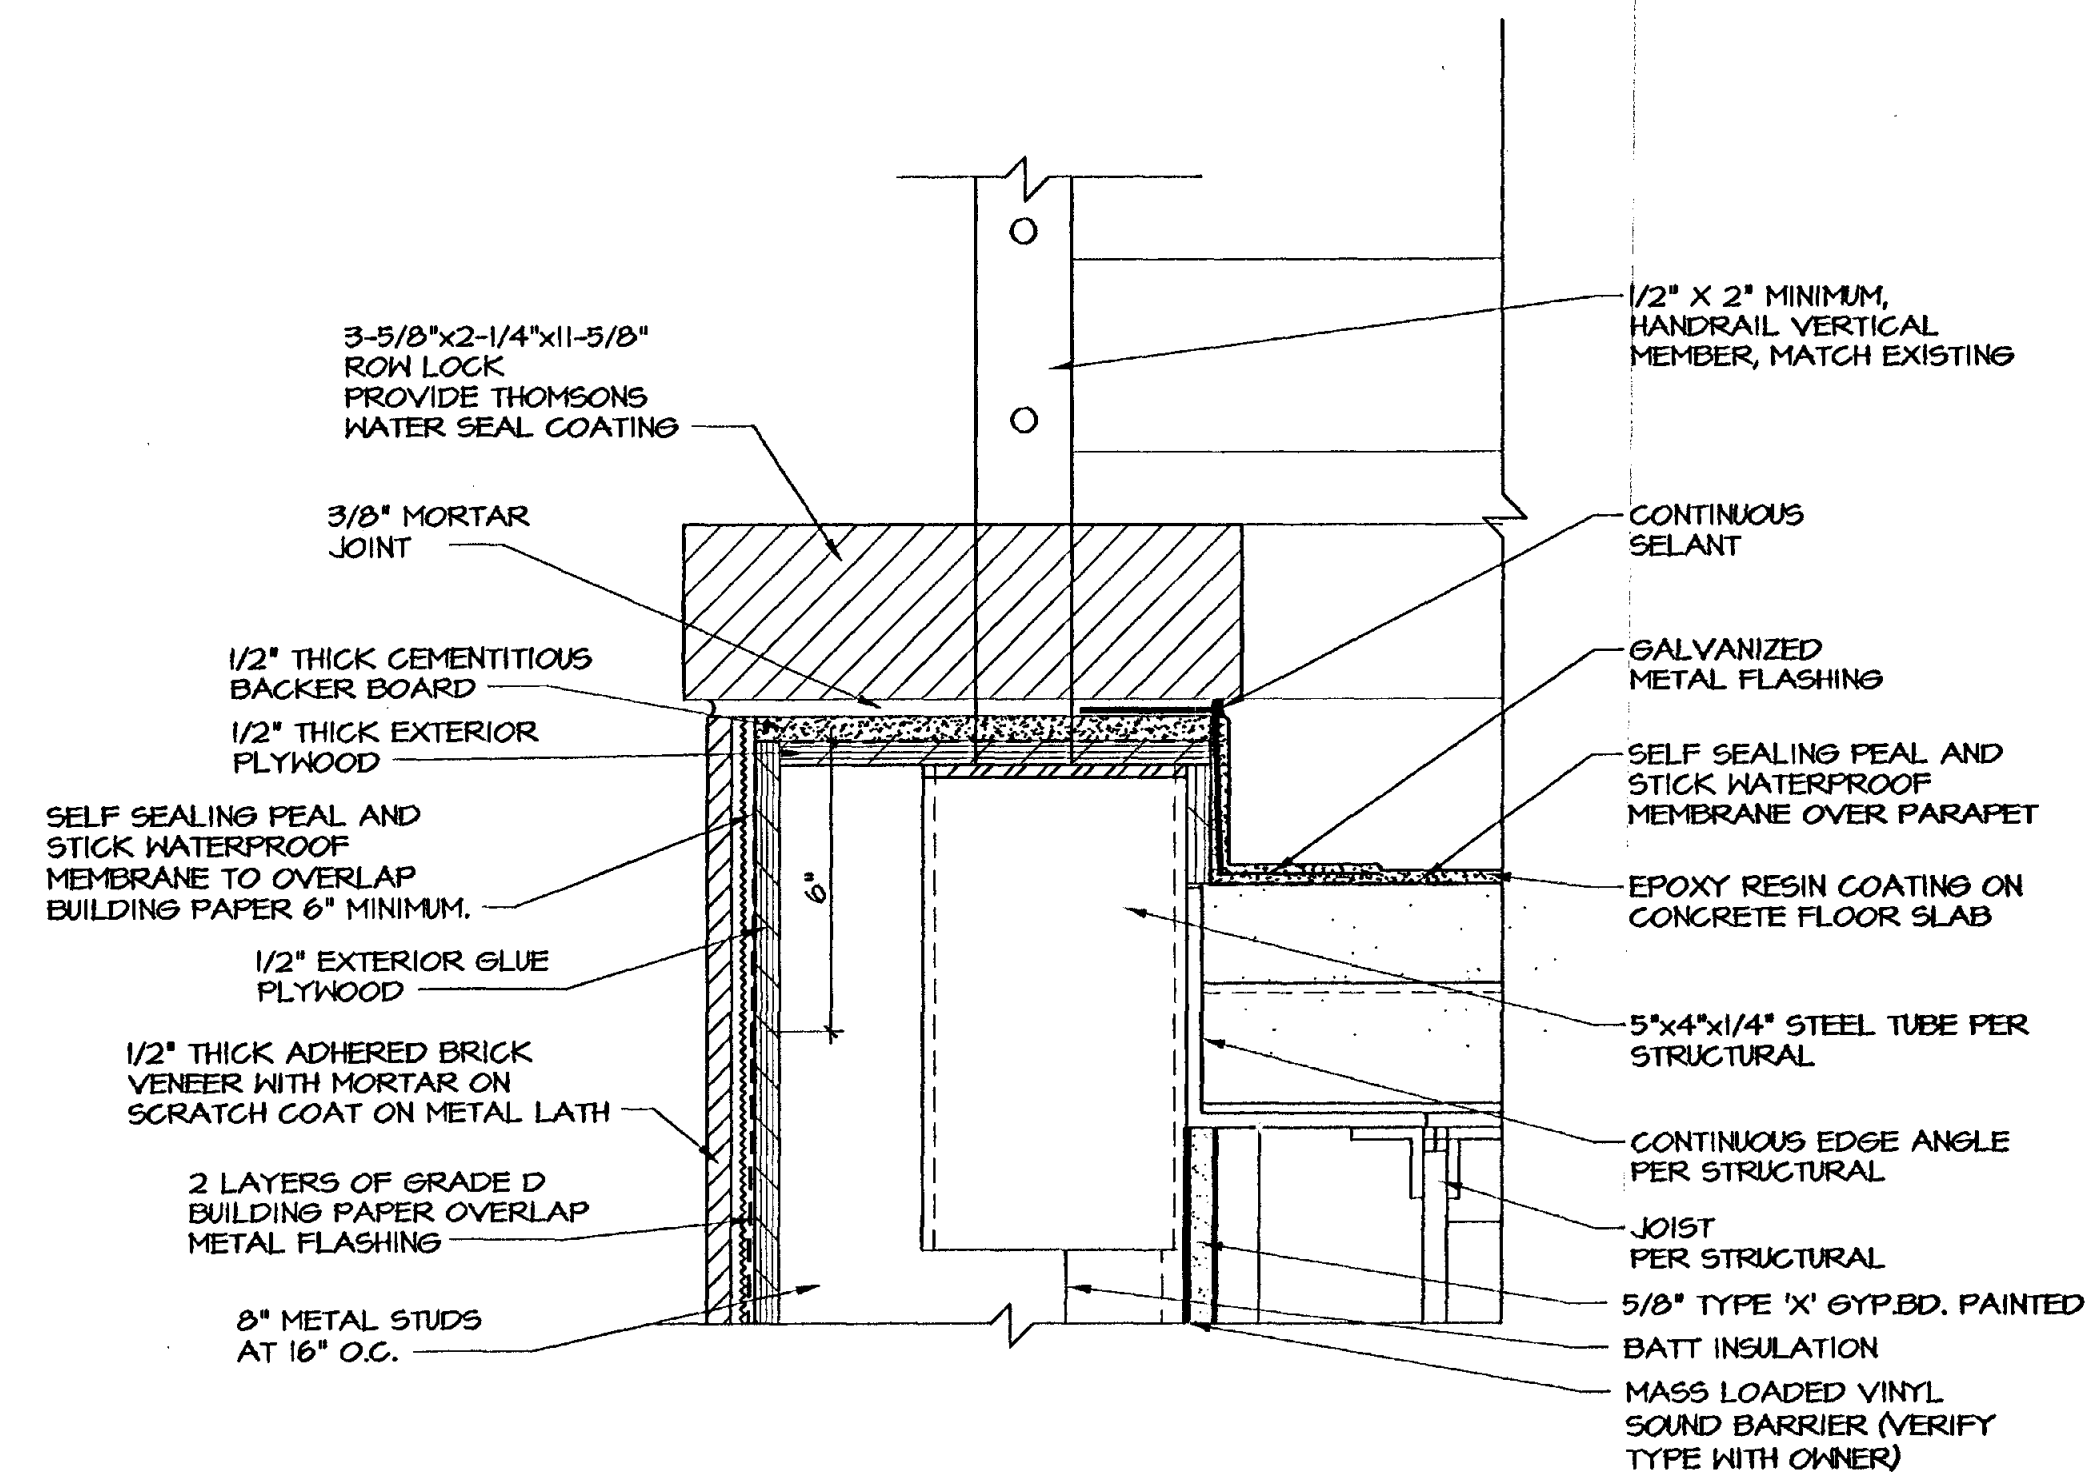 3-5/8"x2-1/4"x11-5/8"
ROW LOCK
PROVIDE THOMSONS
WATER SEAL COATING
3/8" MORTAR
JOINT
1/2" THICK CEMENTITIOUS
BACKER BOARD
1/2" THICK EXTERIOR
PLYWOOD
SELF SEALING PEAL AND
STICK WATERPROOF
MEMBRANE TO OVERLAP
BUILDING PAPER 6" MINIMUM.
1/2" EXTERIOR GLUE
PLYWOOD
1/2" THICK ADHERED BRICK
VENEER WITH MORTAR ON
SCRATCH COAT ON METAL LATH
2 LAYERS OF GRADE D
BUILDING PAPER OVERLAP
METAL FLASHING
8" METAL STUDS
AT 16" O.C.
6"
1/2" X 2" MINIMUM,
HANDRAIL VERTICAL
MEMBER, MATCH EXISTING
CONTINUOUS
SELANT
GALVANIZED
METAL FLASHING
SELF SEALING PEAL AND
STICK WATERPROOF
MEMBRANE OVER PARAPET
EPOXY RESIN COATING ON
CONCRETE FLOOR SLAB
5"x4"x1/4" STEEL TUBE PER
STRUCTURAL
CONTINUOUS EDGE ANGLE
PER STRUCTURAL
JOIST
PER STRUCTURAL
5/8" TYPE 'X' GYP.BD. PAINTED
BATT INSULATION
MASS LOADED VINYL
SOUND BARRIER (VERIFY
TYPE WITH OWNER)